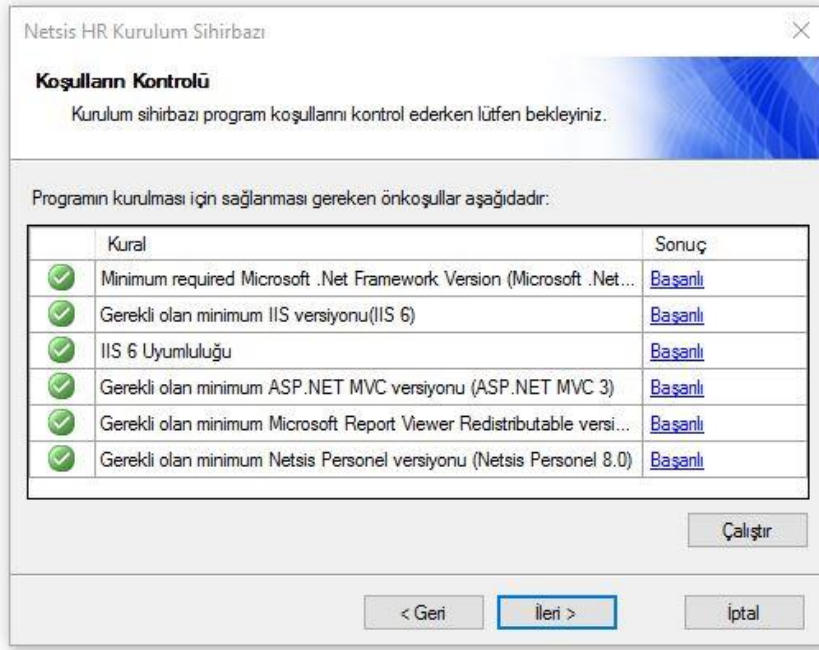 Netsis HR Kurulum Sihirbazı
Koşulların Kontrolü
Kurulum sihirbazı program koşullarını kontrol ederken lütfen bekleyiniz.
Programın kurulması için sağlanması gereken önkoşullar aşağıdadır:
Kural Sonuç
Minimum required Microsoft .Net Framework Version (Microsoft .Net... Başarılı
Gerekli olan minimum IIS versiyonu(IIS 6) Başarılı
IIS 6 Uyumluluğu Başarılı
Gerekli olan minimum ASP.NET MVC versiyonu (ASP.NET MVC 3) Başarılı
Gerekli olan minimum Microsoft Report Viewer Redistributable versi... Başarılı
Gerekli olan minimum Netsis Personel versiyonu (Netsis Personel 8.0) Başarılı
Çalıştır
< Geri İleri > İptal